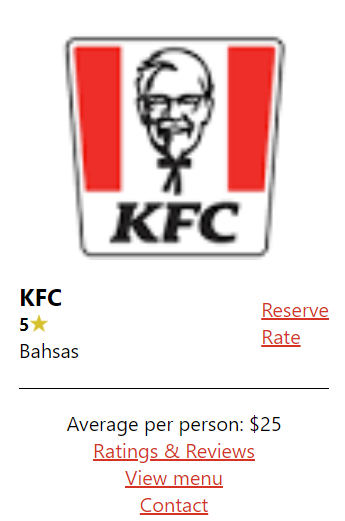 KFC
KFC
5★
Bahsas
Reserve
Rate
Average per person: $25
Ratings & Reviews
View menu
Contact